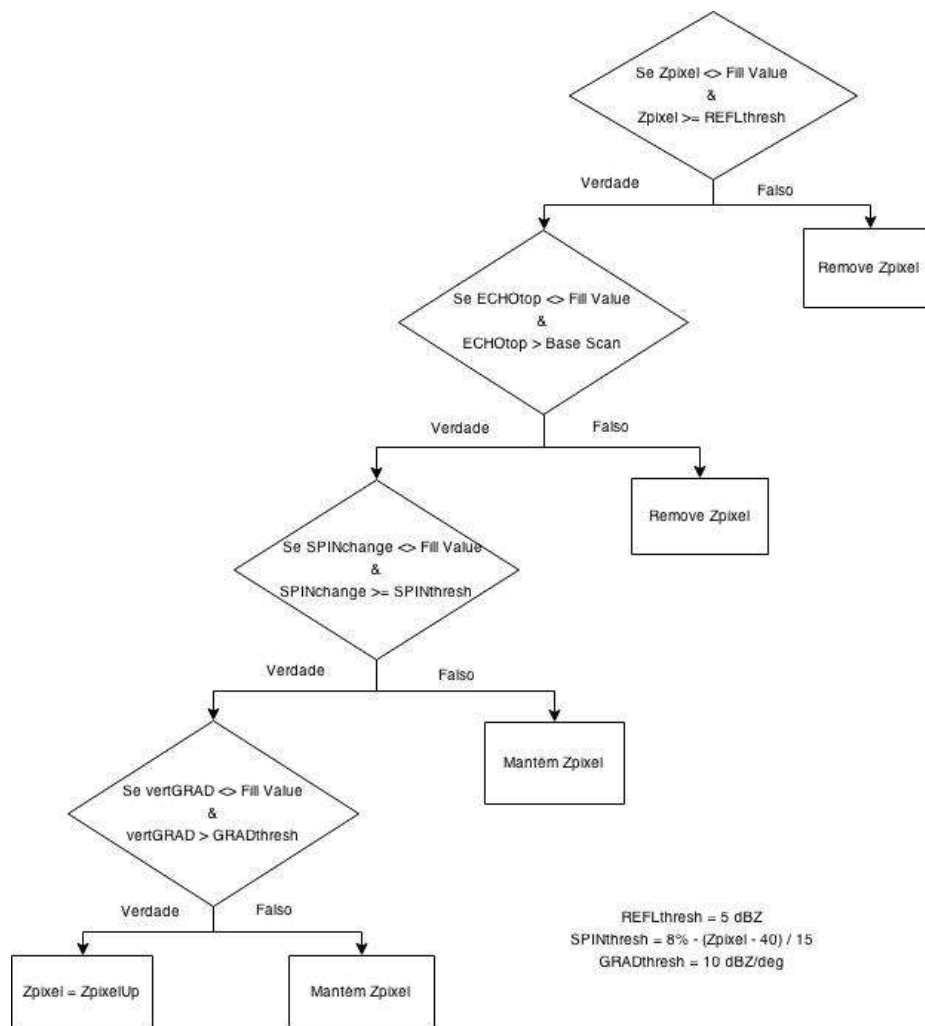 Se Zpixel <> Fill Value
&
Zpixel >= REFLthresh
Verdade
Falso
Remove Zpixel
Se ECHOtop <> Fill Value
&
ECHOtop > Base Scan
Verdade
Falso
Remove Zpixel
Se SPINchange <> Fill Value
&
SPINchange >= SPINthresh
Verdade
Falso
Mantém Zpixel
Se vertGRAD <> Fill Value
&
vertGRAD > GRADthresh
Verdade
Falso
Zpixel = ZpixelUp
Mantém Zpixel
REFLthresh = 5 dBZ
SPINthresh = 8% - (Zpixel - 40) / 15
GRADthresh = 10 dBZ/deg